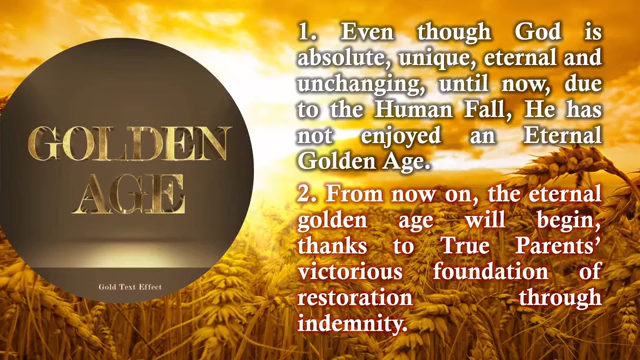 GOLDEN
AGE
Gold Text Effect
1. Even though God is
absolute, unique, eternal and
unchanging, until now, due
to the Human Fall, He has
not enjoyed an Eternal
Golden Age.
2. From now on, the eternal
golden age will begin,
thanks to True Parents’
victorious foundation of
restoration through
indemnity.